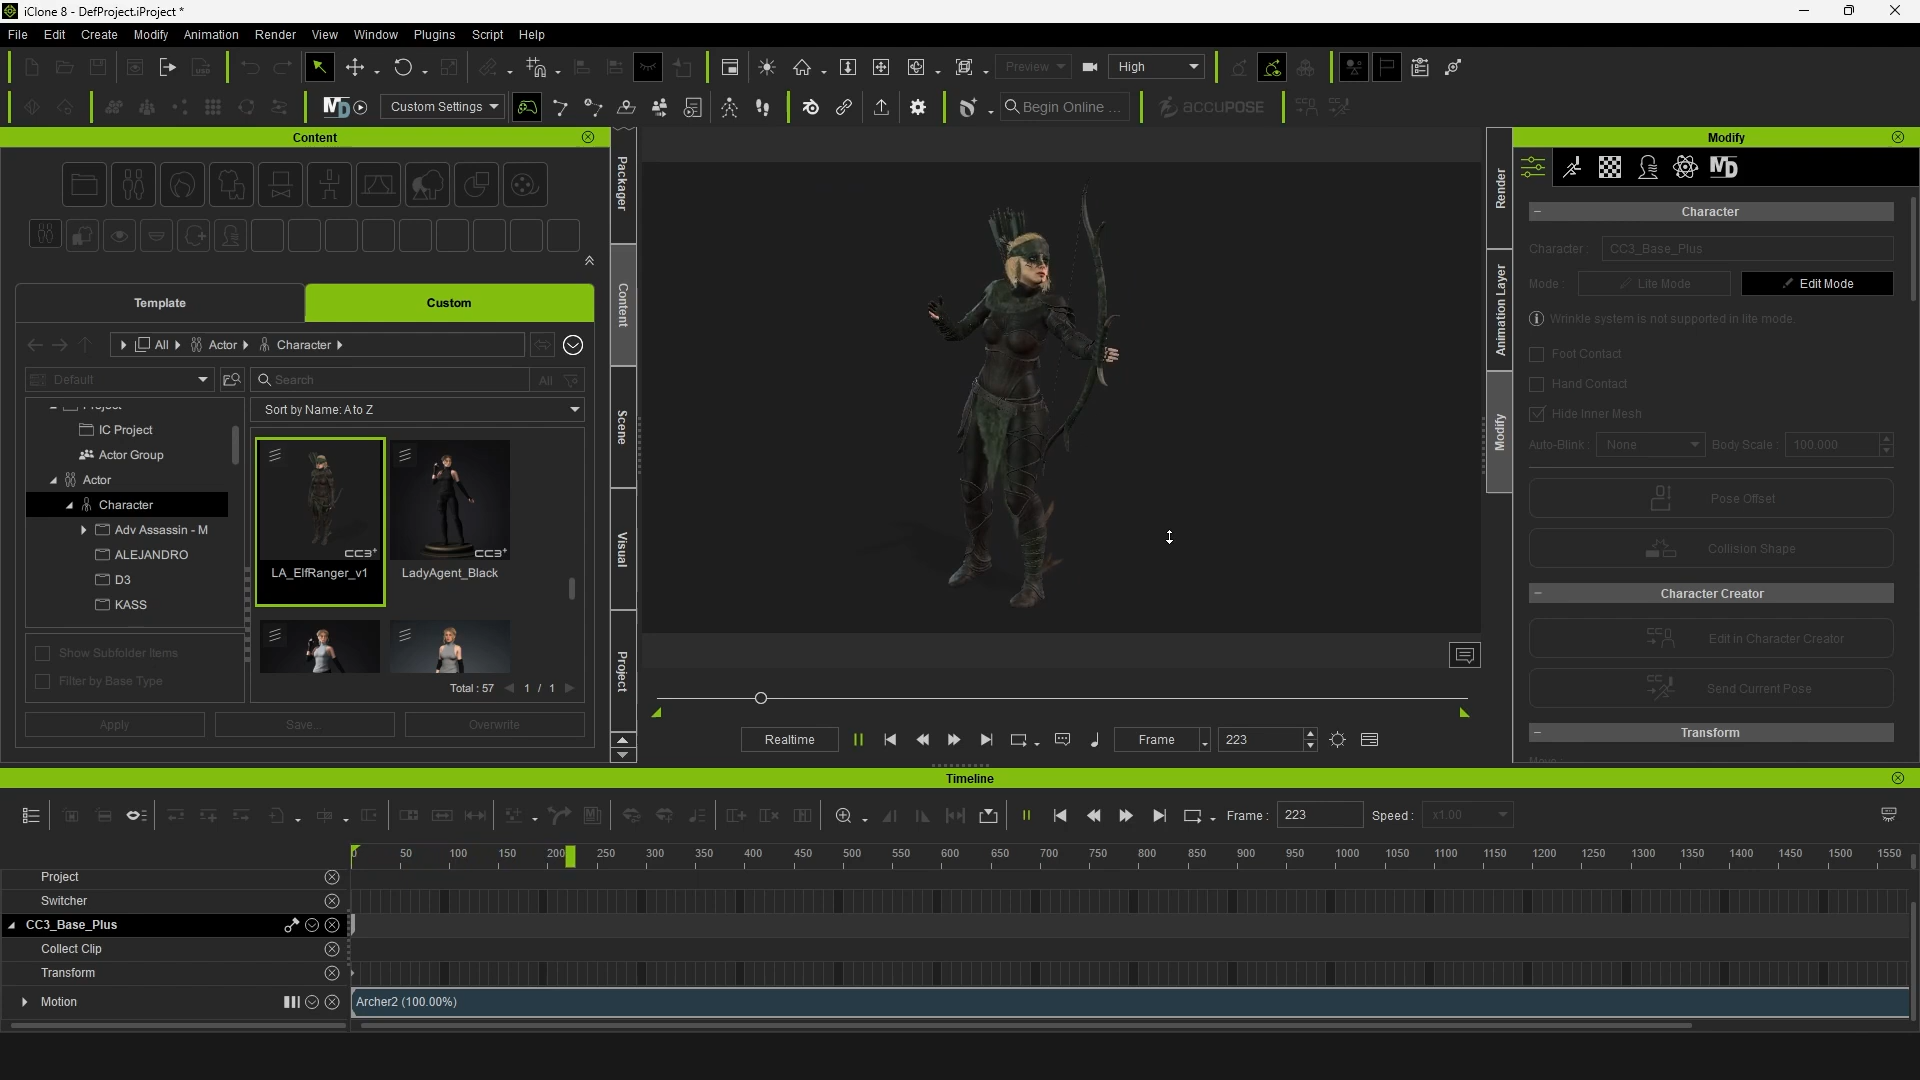 iClone 8 - DefProject.iProject *
File Edit Create Modify Animation Render View Window Plugins Script Help
Preview High
MD Custom Settings Begin Online ... ACCUPOSE
Content
Template Custom
All Actor Character
Default Search All
Sort by Name: A to Z
IC Project
Actor Group
Actor
Character
Adv Assassin - M
ALEJANDRO
D3
KASS
CC3+ CC3+
LA_ElfRanger_v1 LadyAgent_Black
Show Subfolder Items
Filter by Base Type
Total : 57 1 / 1
Apply Save... Overwrite
Packager
Content
Scene
Visual
Project
Realtime Frame 223
Render
Animation Layer
Modify
Modify
MD
Character
Character : CC3_Base_Plus
Mode : Lite Mode Edit Mode
Wrinkle system is not supported in lite mode.
Foot Contact
Hand Contact
Hide Inner Mesh
Auto-Blink : None Body Scale : 100.000
Pose Offset
Collision Shape
Character Creator
Edit in Character Creator
Send Current Pose
Transform
Timeline
Frame : 223 Speed : x1.00
0 50 100 150 200 250 300 350 400 450 500 550 600 650 700 750 800 850 900 950 1000 1050 1100 1150 1200 1250 1300 1350 1400 1450 1500 1550
Project
Switcher
CC3_Base_Plus
Collect Clip
Transform
Motion Archer2 (100.00%)